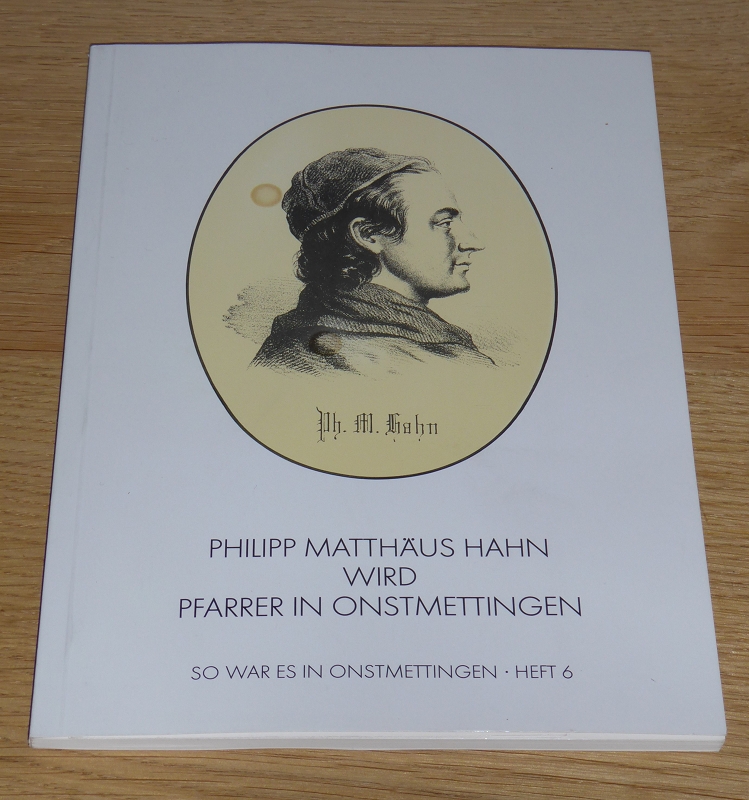 Ph. M. Hahn
PHILIPP MATTHÄUS HAHN
WIRD
PFARRER IN ONSTMETTINGEN
SO WAR ES IN ONSTMETTINGEN · HEFT 6